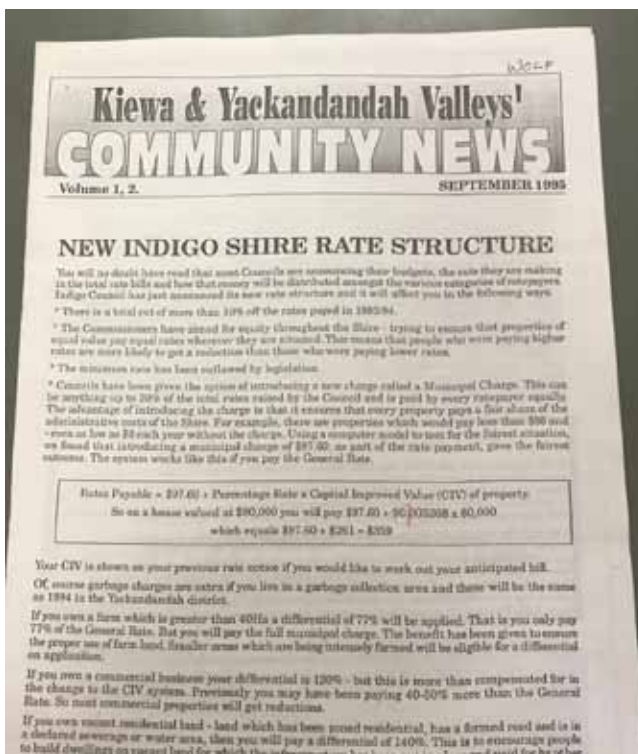 WOLF
Kiewa & Yackandandah Valleys'
COMMUNITY NEWS
Volume 1, 2.
SEPTEMBER 1995
NEW INDIGO SHIRE RATE STRUCTURE
You will no doubt have read that most Councils are announcing their budgets, the cuts they are making
in the total rate bills and how that money will be distributed amongst the various categories of ratepayers.
Indigo Council has just announced its new rate structure and it will affect you in the following ways.
* There is a total cut of more than 10% off the rates payed in 1993/94.
* The Commissioners have aimed for equity throughout the Shire - trying to ensure that properties of
equal value pay equal rates wherever they are situated. This means that people who were paying higher
rates are more likely to get a reduction than those who were paying lower rates.
* The minimum rate has been outlawed by legislation.
* Councils have been given the option of introducing a new charge called a Municipal Charge. This can
be anything up to 20% of the total rates raised by the Council and is paid by every ratepayer equally.
The advantage of introducing the charge is that it ensures that every property pays a fair share of the
administrative costs of the Shire. For example, there are properties which would pay less than and
- even as low as each year without the charge. Using a computer model to test for the fairest situation,
we found that introducing a municipal charge of $97.60, as part of the rate payment, gave the fairest
outcome. The system works like this if you pay the General Rate.
Rates Payable = $97.60 + Percentage Rate x Capital Improved Value (CIV) of property.
So on a house valued at $80,000 you will pay $97.60 + x 80,000
which equals $97.60 + $261 = $359
Your CIV is shown on your previous rate notice if you would like to work out your anticipated bill.
Of course garbage charges are extra if you live in a garbage collection area and these will be the same
as 1994 in the Yackandandah district.
If you own a farm which is greater than 40Ha a differential of 77% will be applied. That is you only pay
77% of the General Rate. But you will pay the full municipal charge. The benefit has been given to ensure
the proper use of farm land. Smaller areas which are being intensely farmed will be eligible for a differential
on application.
If you own a commercial business your differential is 120% - but this is more than compensated for in
the change to the CIV system. Previously you may have been paying 40-50% more than the General
Rate. So most commercial properties will get reductions.
If you own vacant residential land - land which has been zoned residential, has a formed road and is in
a declared sewerage or water area, then you will pay a differential of 140%. This is to encourage people
to build dwellings on vacant land for which the